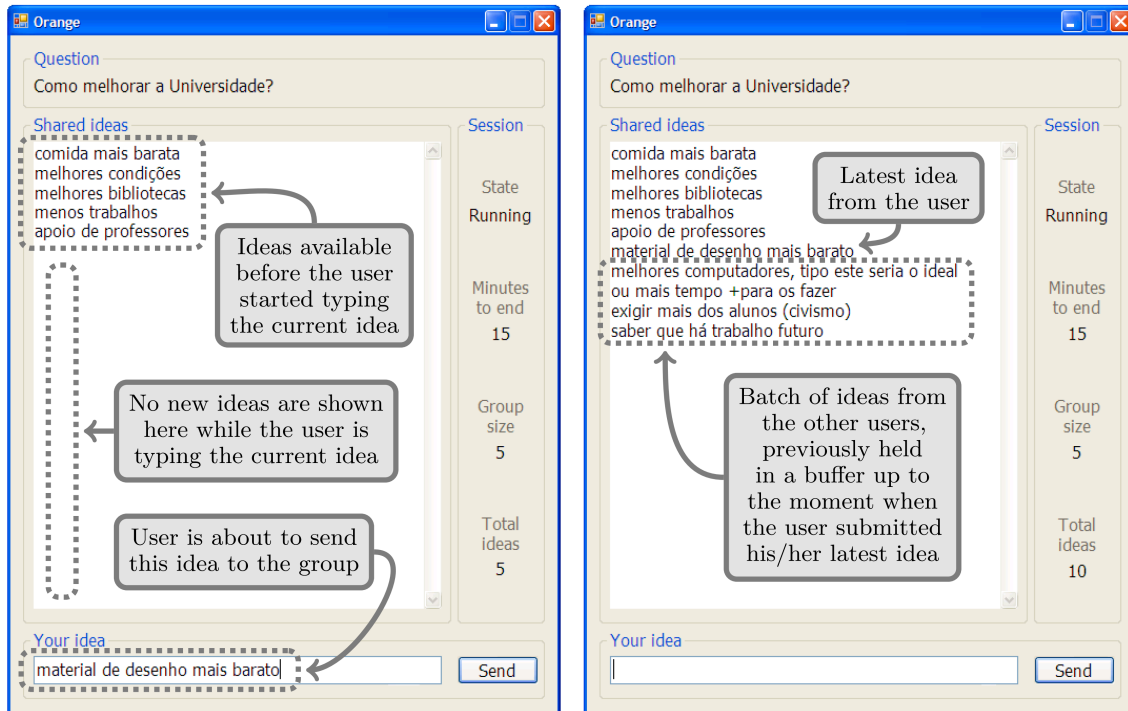 Orange
Question
Como melhorar a Universidade?
Shared ideas
comida mais barata
melhores condições
melhores bibliotecas
menos trabalhos
apoio de professores
Ideas available
before the user
started typing
the current idea
No new ideas are shown
here while the user is
typing the current idea
User is about to send
this idea to the group
Session
State
Running
Minutes
to end
15
Group
size
5
Total
ideas
5
Your idea
material de desenho mais barato
Send
Orange
Question
Como melhorar a Universidade?
Shared ideas
comida mais barata
melhores condições
melhores bibliotecas
menos trabalhos
apoio de professores
material de desenho mais barato
melhores computadores, tipo este seria o ideal
ou mais tempo +para os fazer
exigir mais dos alunos (civismo)
saber que há trabalho futuro
Latest idea
from the user
Batch of ideas from
the other users,
previously held
in a buffer up to
the moment when
the user submitted
his/her latest idea
Session
State
Running
Minutes
to end
15
Group
size
5
Total
ideas
10
Your idea
Send